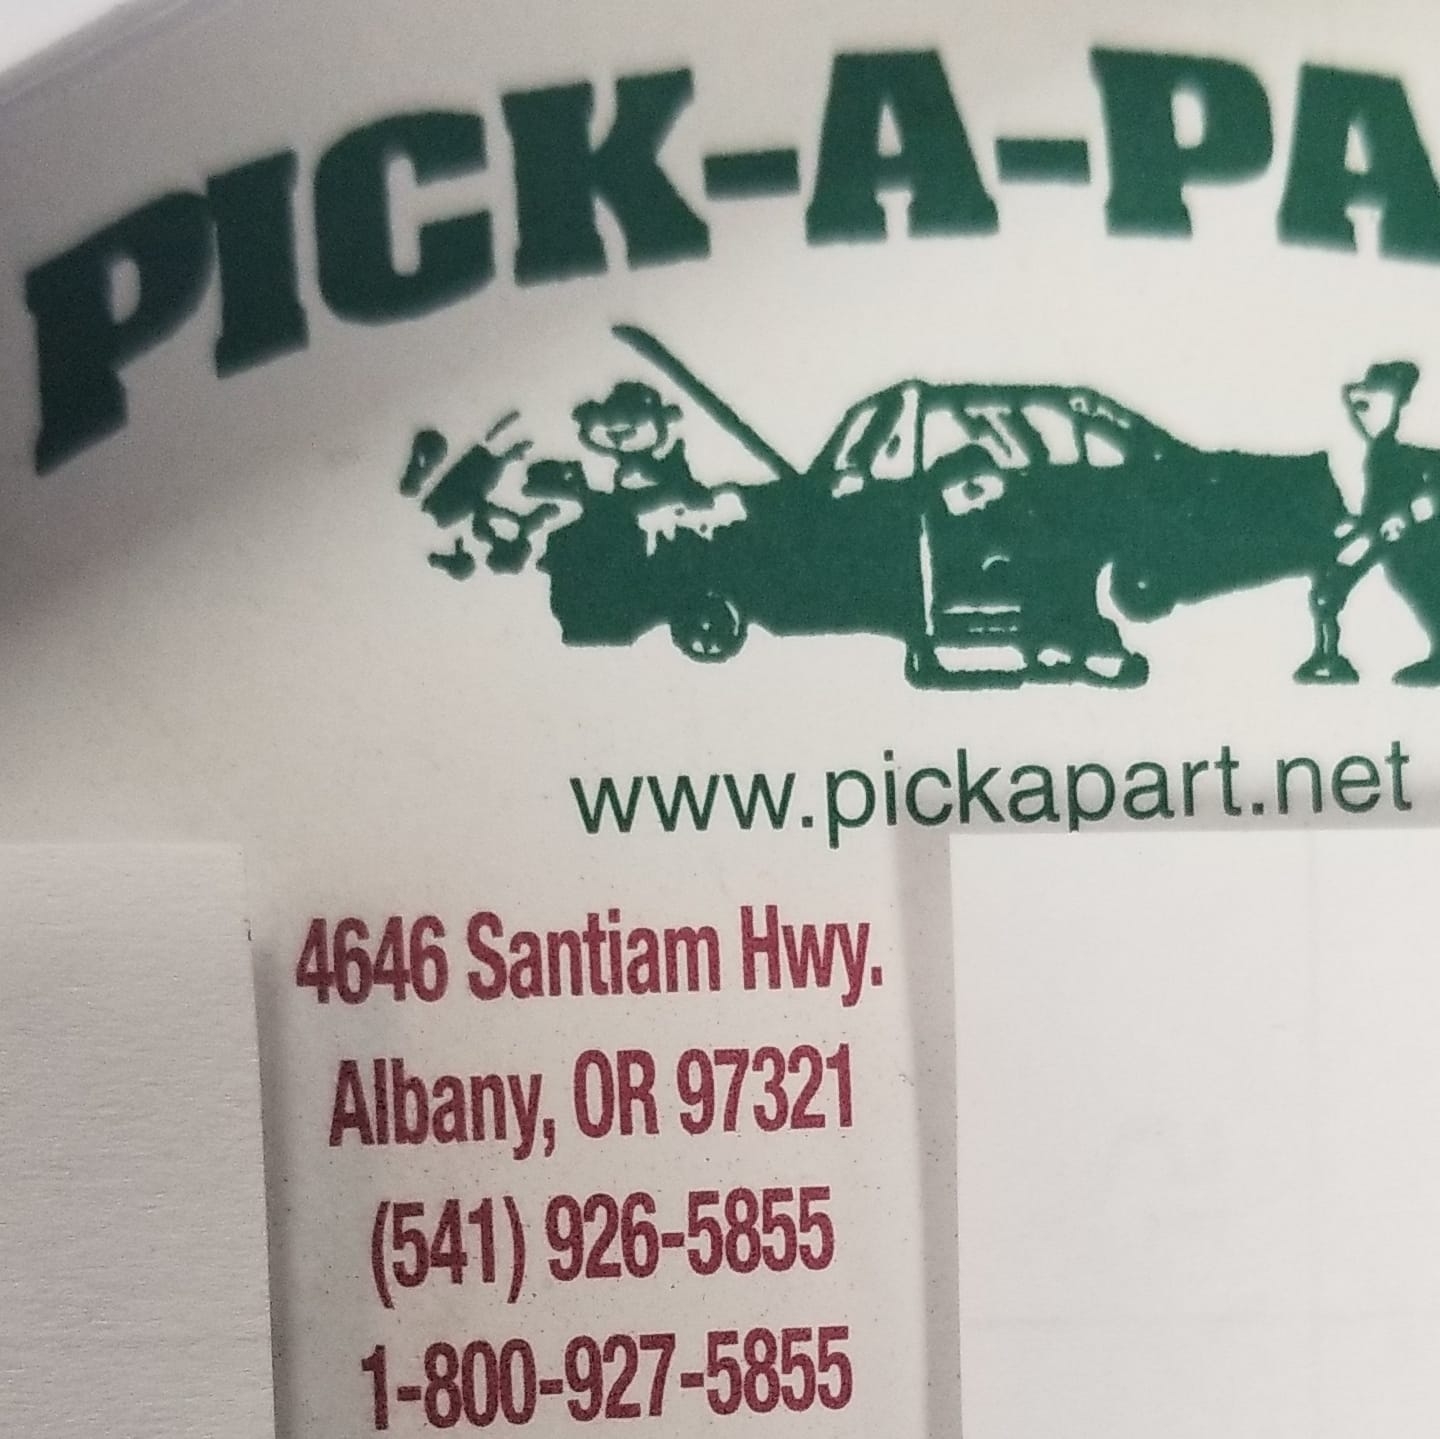 PICK-A-PA
www.pickapart.net
4646 Santiam Hwy.
Albany, OR 97321
(541) 926-5855
1-800-927-5855